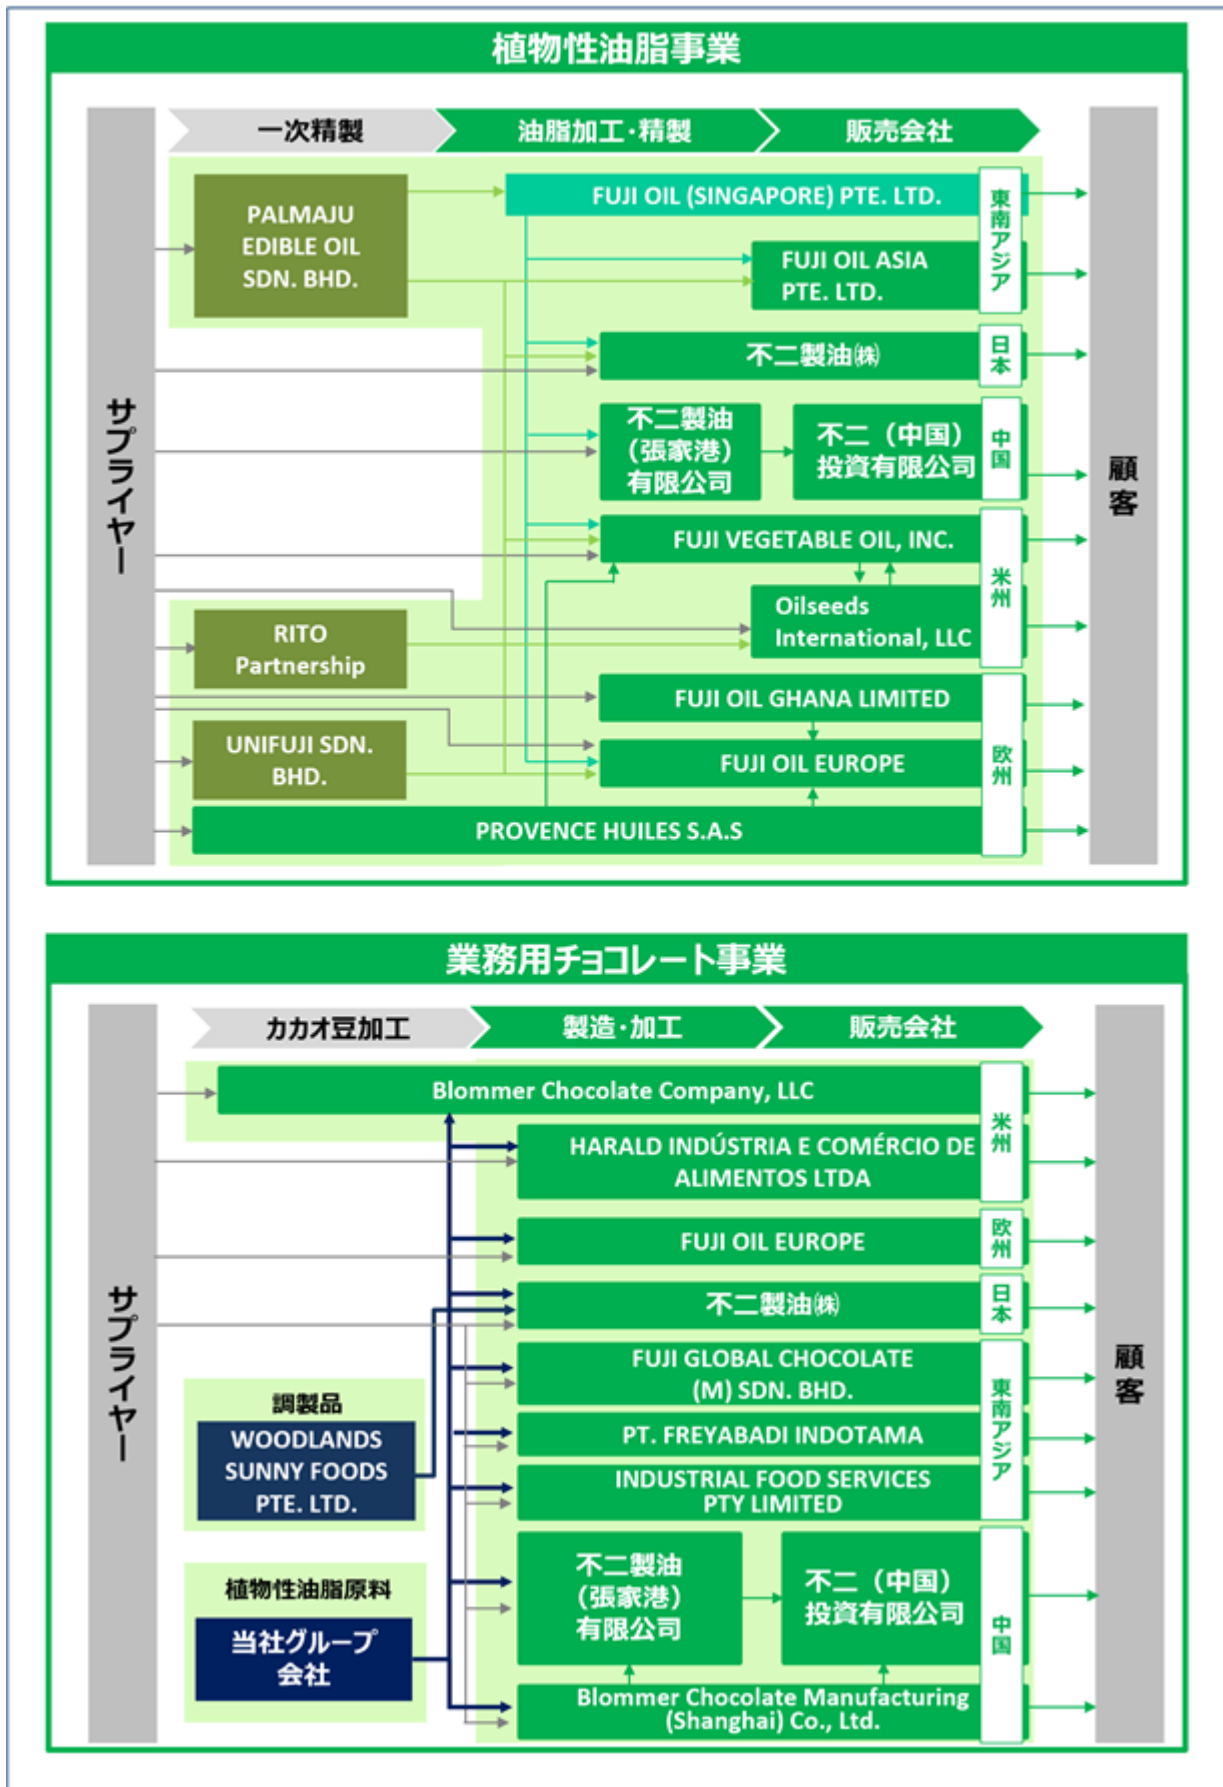 植物性油脂事業
一次精製
油脂加工・精製
販売会社
サプライヤー
顧客
PALMAJU
EDIBLE OIL
SDN. BHD.
FUJI OIL (SINGAPORE) PTE. LTD.
FUJI OIL ASIA
PTE. LTD.
東南アジア
不二製油㈱
日本
不二製油
(張家港)
有限公司
不二（中国）
投資有限公司
中国
FUJI VEGETABLE OIL, INC.
Oilseeds
International, LLC
米州
RITO
Partnership
FUJI OIL GHANA LIMITED
UNIFUJI SDN.
BHD.
FUJI OIL EUROPE
PROVENCE HUILES S.A.S
欧州
業務用チョコレート事業
カカオ豆加工
製造・加工
販売会社
サプライヤー
顧客
Blommer Chocolate Company, LLC
HARALD INDÚSTRIA E COMÉRCIO DE
ALIMENTOS LTDA
米州
FUJI OIL EUROPE
欧州
不二製油㈱
日本
FUJI GLOBAL CHOCOLATE
(M) SDN. BHD.
PT. FREYABADI INDOTAMA
INDUSTRIAL FOOD SERVICES
PTY LIMITED
東南アジア
調製品
WOODLANDS
SUNNY FOODS
PTE. LTD.
植物性油脂原料
当社グループ
会社
不二製油
(張家港)
有限公司
不二（中国）
投資有限公司
Blommer Chocolate Manufacturing
(Shanghai) Co., Ltd.
中国